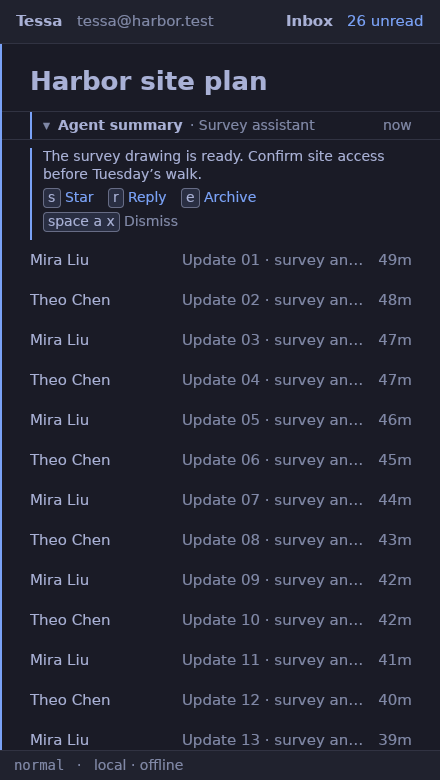 Tessa tessa@harbor.test Inbox 26 unread
Harbor site plan
▾ Agent summary · Survey assistant now
The survey drawing is ready. Confirm site access
before Tuesday’s walk.
s Star r Reply e Archive
space a x Dismiss
Mira Liu Update 01 · survey an… 49m
Theo Chen Update 02 · survey an… 48m
Mira Liu Update 03 · survey an… 47m
Theo Chen Update 04 · survey an… 47m
Mira Liu Update 05 · survey an… 46m
Theo Chen Update 06 · survey an… 45m
Mira Liu Update 07 · survey an… 44m
Theo Chen Update 08 · survey an… 43m
Mira Liu Update 09 · survey an… 42m
Theo Chen Update 10 · survey an… 42m
Mira Liu Update 11 · survey an… 41m
Theo Chen Update 12 · survey an… 40m
Mira Liu Update 13 · survey an… 39m
normal · local · offline